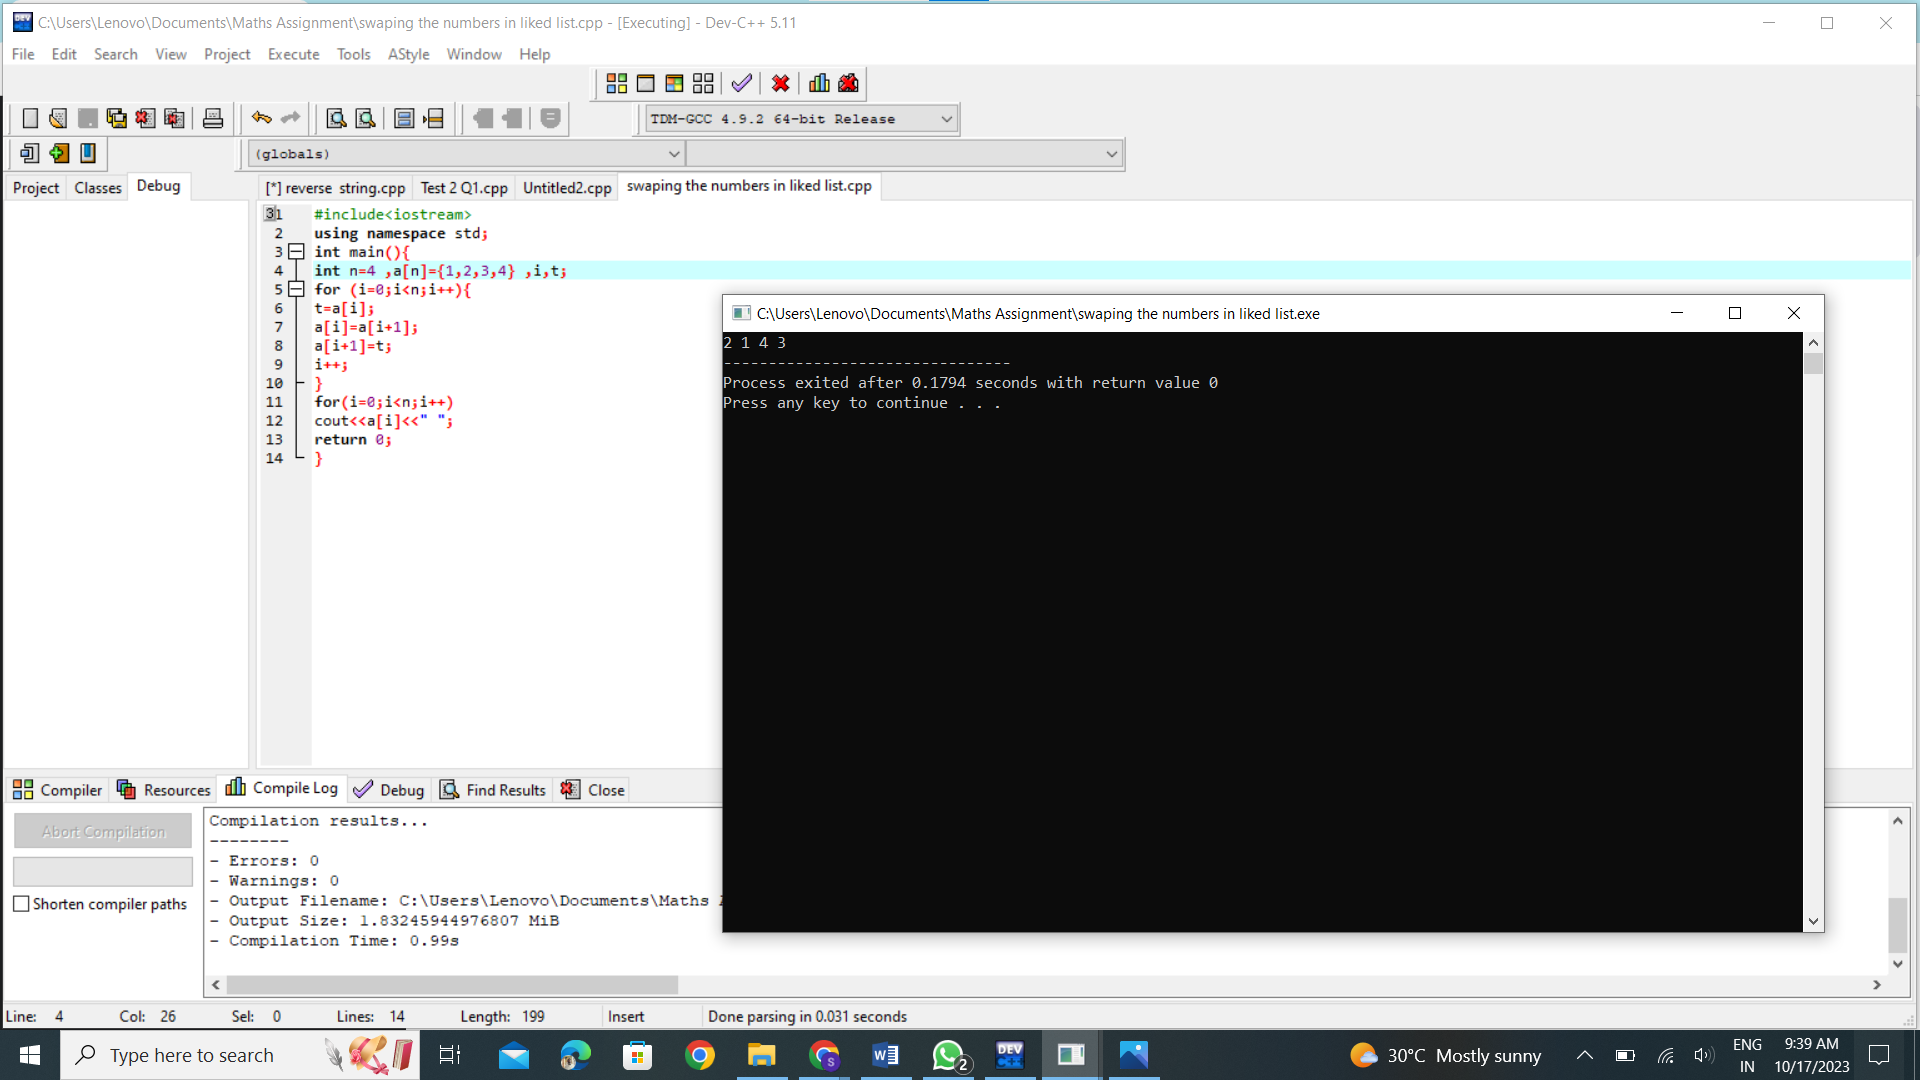 C:\Users\Lenovo\Documents\Maths Assignment\swaping the numbers in liked list.cpp - [Executing] - Dev-C++ 5.11
File Edit Search View Project Execute Tools AStyle Window Help
TDM-GCC 4.9.2 64-bit Release
(globals)
Project Classes Debug
[*] reverse string.cpp Test 2 Q1.cpp Untitled2.cpp swaping the numbers in liked list.cpp
31 #include<iostream>
2 using namespace std;
3 int main(){
4 int n=4 ,a[n]={1,2,3,4} ,i,t;
5 for (i=0;i<n;i++){
6 t=a[i];
7 a[i]=a[i+1];
8 a[i+1]=t;
9 i++;
10 }
11 for(i=0;i<n;i++)
12 cout<<a[i]<<" ";
13 return 0;
14 }
C:\Users\Lenovo\Documents\Maths Assignment\swaping the numbers in liked list.exe
2 1 4 3
--------------------------------
Process exited after 0.1794 seconds with return value 0
Press any key to continue . . .
Compiler Resources Compile Log Debug Find Results Close
Abort Compilation
Shorten compiler paths
Compilation results...
--------
- Errors: 0
- Warnings: 0
- Output Filename: C:\Users\Lenovo\Documents\Maths
- Output Size: 1.83245944976807 MiB
- Compilation Time: 0.99s
Line: 4 Col: 26 Sel: 0 Lines: 14 Length: 199 Insert Done parsing in 0.031 seconds
Type here to search
2
DEV
C++
30°C Mostly sunny
ENG
IN
9:39 AM
10/17/2023